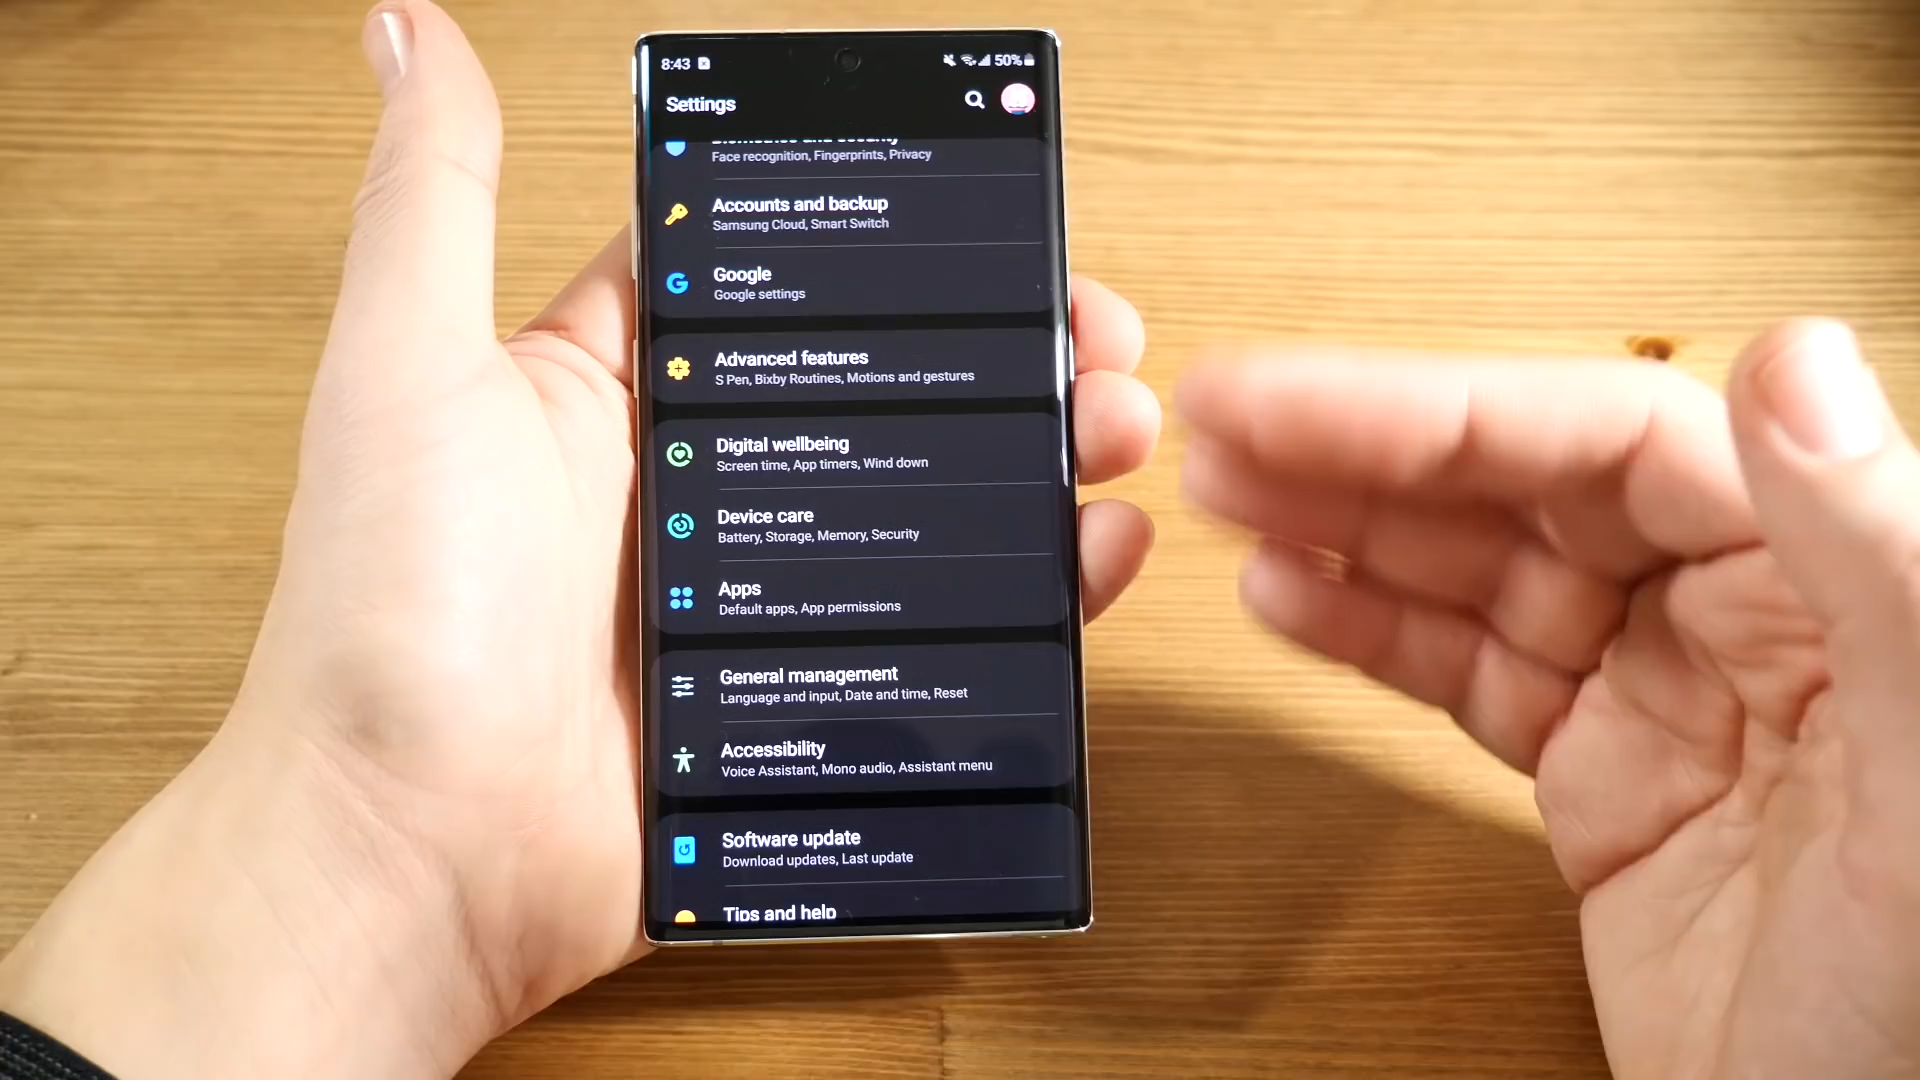 8:43
50%
Settings
Biometrics and security
Face recognition, Fingerprints, Privacy
Accounts and backup
Samsung Cloud, Smart Switch
Google
Google settings
Advanced features
S Pen, Bixby Routines, Motions and gestures
Digital wellbeing
Screen time, App timers, Wind down
Device care
Battery, Storage, Memory, Security
Apps
Default apps, App permissions
General management
Language and input, Date and time, Reset
Accessibility
Voice Assistant, Mono audio, Assistant menu
Software update
Download updates, Last update
Tips and help